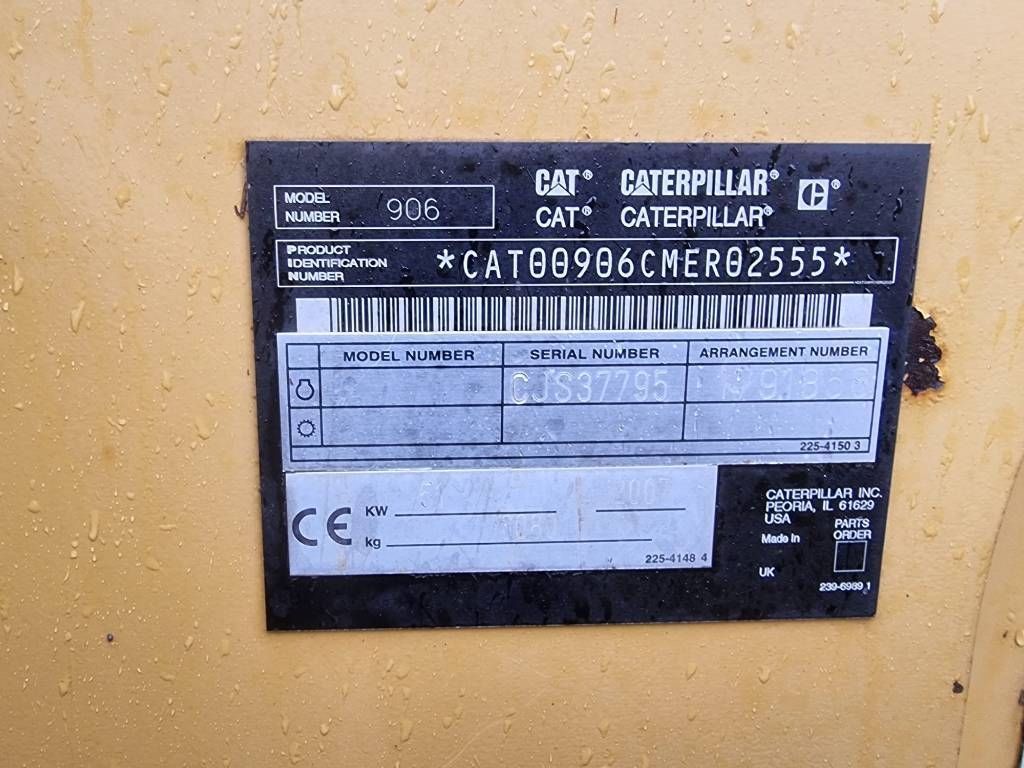 MODEL NUMBER 906
CAT® CATERPILLAR®
CAT® CATERPILLAR®
PRODUCT IDENTIFICATION NUMBER *CAT00906CMER02555*
MODEL NUMBER SERIAL NUMBER ARRANGEMENT NUMBER
CJS37795
225-4150 3
CE
KW
kg
225-4148 4
CATERPILLAR INC.
PEORIA, IL 61629
USA
Made In
UK
PARTS
ORDER
239-6989 1